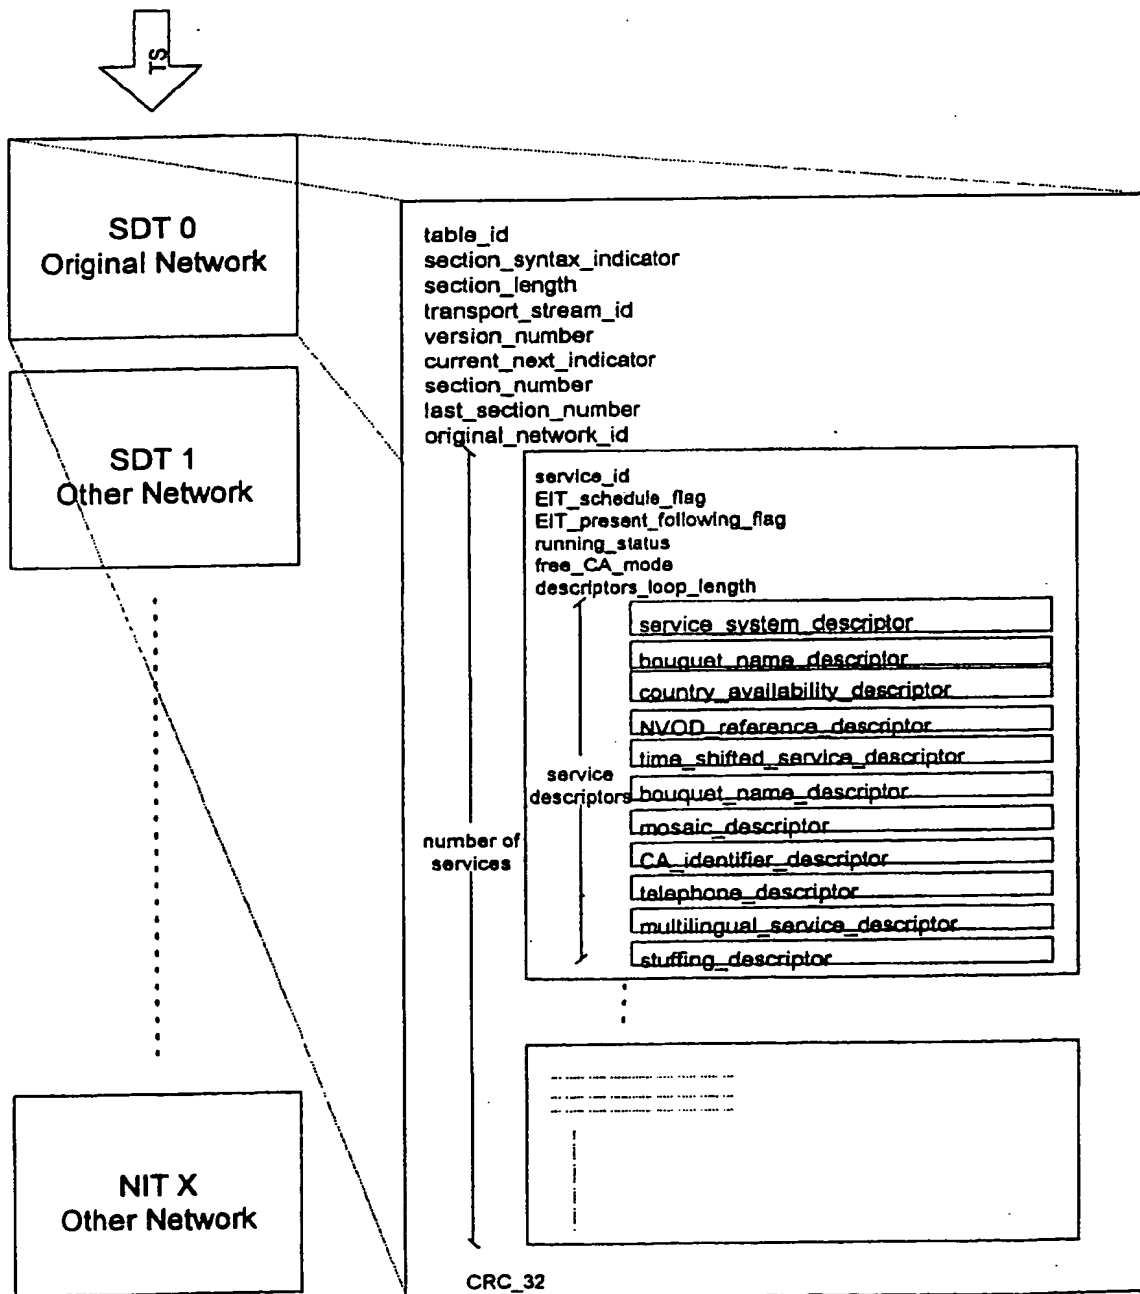 TS
SDT 0
Original Network
SDT 1
Other Network
NIT X
Other Network
table_id
section_syntax_indicator
section_length
transport_stream_id
version_number
current_next_indicator
section_number
last_section_number
original_network_id
number of
services
service_id
EIT_schedule_flag
EIT_present_following_flag
running_status
free_CA_mode
descriptors_loop_length
service
descriptors
service_system_descriptor
bouquet_name_descriptor
country_availability_descriptor
NVOD_reference_descriptor
time_shifted_service_descriptor
bouquet_name_descriptor
mosaic_descriptor
CA_identifier_descriptor
telephone_descriptor
multilingual_service_descriptor
stuffing_descriptor
CRC_32